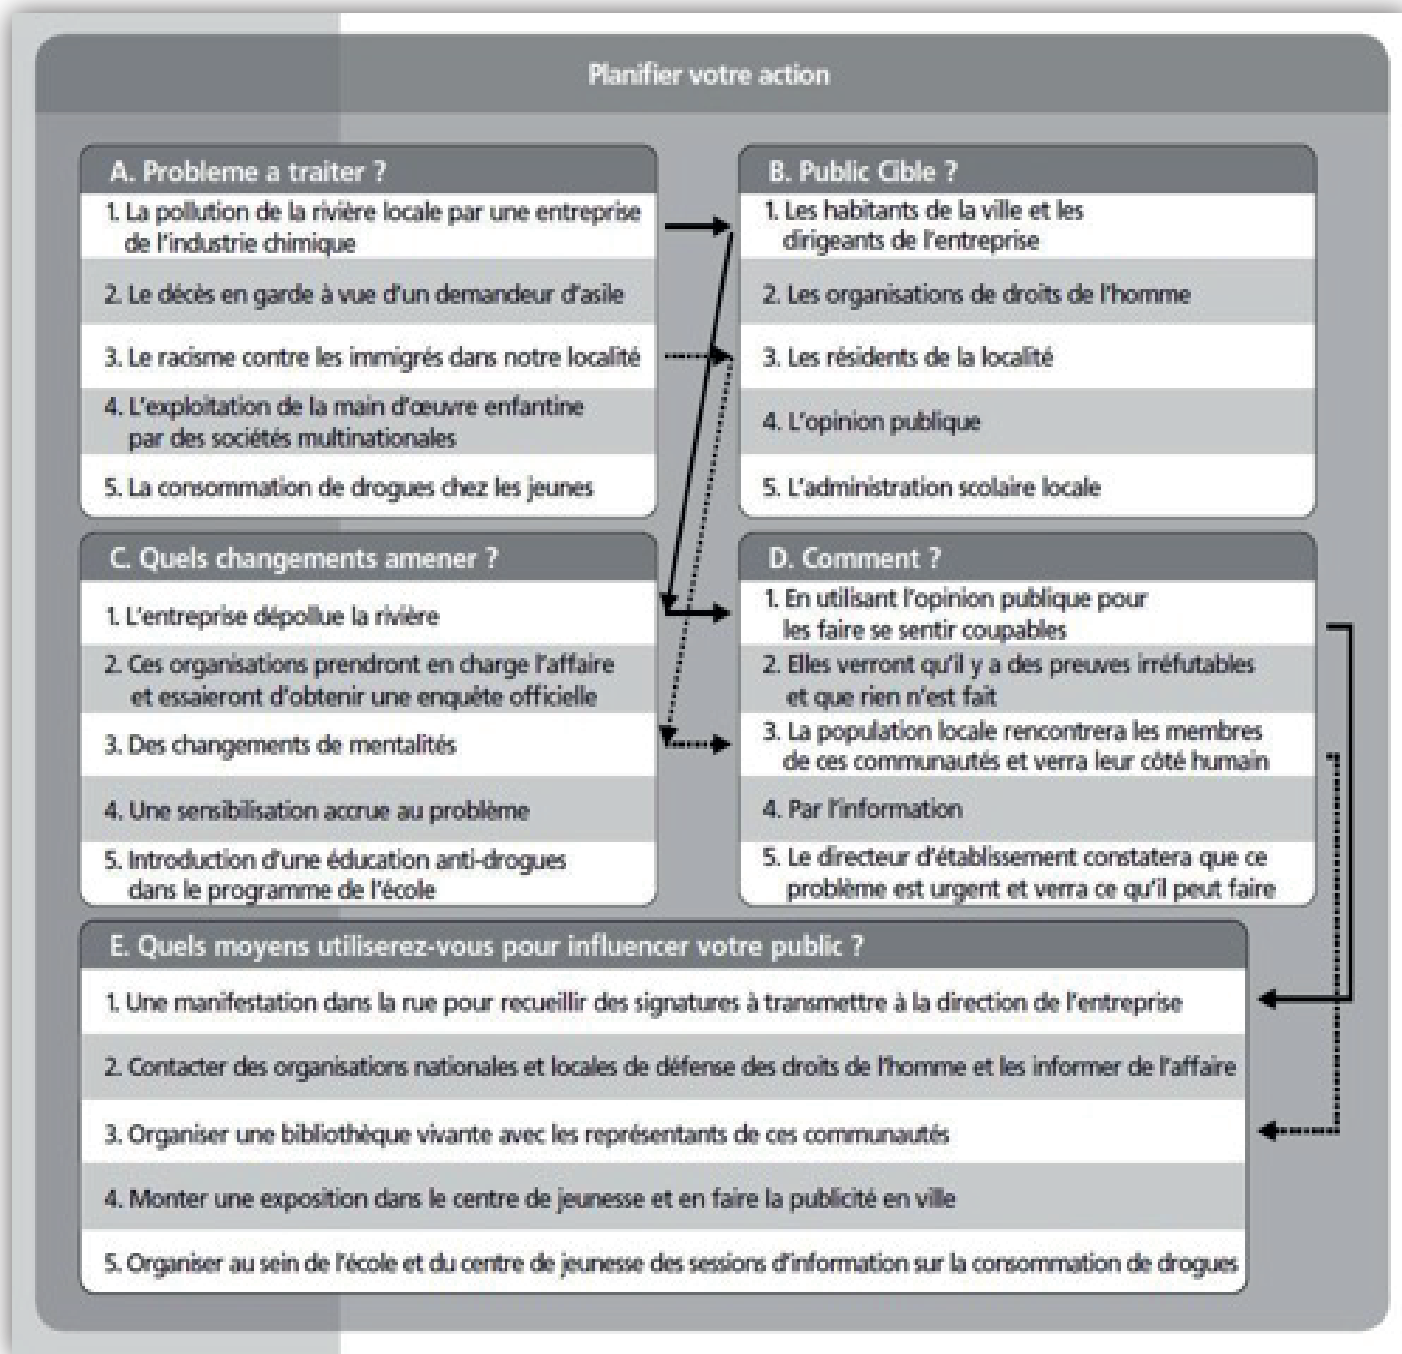 Planifier votre action
A. Probleme a traiter ?
1. La pollution de la rivière locale par une entreprise
de l'industrie chimique
2. Le décès en garde à vue d'un demandeur d'asile
3. Le racisme contre les immigrés dans notre localité
4. L'exploitation de la main d'œuvre enfantine
par des sociétés multinationales
5. La consommation de drogues chez les jeunes
B. Public Cible ?
1. Les habitants de la ville et les
dirigeants de l'entreprise
2. Les organisations de droits de l'homme
3. Les résidents de la localité
4. L'opinion publique
5. L'administration scolaire locale
C. Quels changements amener ?
1. L'entreprise dépollue la rivière
2. Ces organisations prendront en charge l'affaire
et essaieront d'obtenir une enquête officielle
3. Des changements de mentalités
4. Une sensibilisation accrue au problème
5. Introduction d'une éducation anti-drogues
dans le programme de l'école
D. Comment ?
1. En utilisant l'opinion publique pour
les faire se sentir coupables
2. Elles verront qu'il y a des preuves irréfutables
et que rien n'est fait
3. La population locale rencontrera les membres
de ces communautés et verra leur côté humain
4. Par l'information
5. Le directeur d'établissement constatera que ce
problème est urgent et verra ce qu'il peut faire
E. Quels moyens utiliserez-vous pour influencer votre public ?
1. Une manifestation dans la rue pour recueillir des signatures à transmettre à la direction de l'entreprise
2. Contacter des organisations nationales et locales de défense des droits de l'homme et les informer de l'affaire
3. Organiser une bibliothèque vivante avec les représentants de ces communautés
4. Monter une exposition dans le centre de jeunesse et en faire la publicité en ville
5. Organiser au sein de l'école et du centre de jeunesse des sessions d'information sur la consommation de drogues